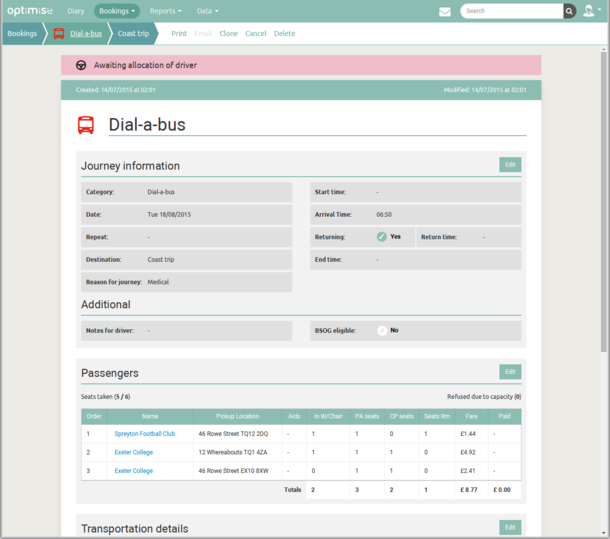 optimise Diary Bookings Reports Data Search
Bookings Dial-a-bus Coast trip Print Email Clone Cancel Delete
Awaiting allocation of driver
Created: 14/07/2015 at 02:01 Modified: 14/07/2015 at 02:01
Dial-a-bus
Journey information Edit
Category: Dial-a-bus Start time: -
Date: Tue 18/08/2015 Arrival Time: 06:50
Repeat: - Returning: Yes Return time: -
Destination: Coast trip End time: -
Reason for journey: Medical
Additional
Notes for driver: - BSOG eligible: No
Passengers Edit
Seats taken (5 / 6) Refused due to capacity (0)
Order Name Pickup Location Aids In W/Chair PA seats CP seats Seats Rm Fare Paid
1 Spreyton Football Club 46 Rowe Street TQ12 2DQ - 1 1 0 1 £1.44 -
2 Exeter College 12 Whereabouts TQ1 4ZA - 1 1 1 0 £4.92 -
3 Exeter College 46 Rowe Street EX10 8XW - 0 1 1 0 £2.41 -
Totals 2 3 2 1 £ 8.77 £ 0.00
Transportation details Edit